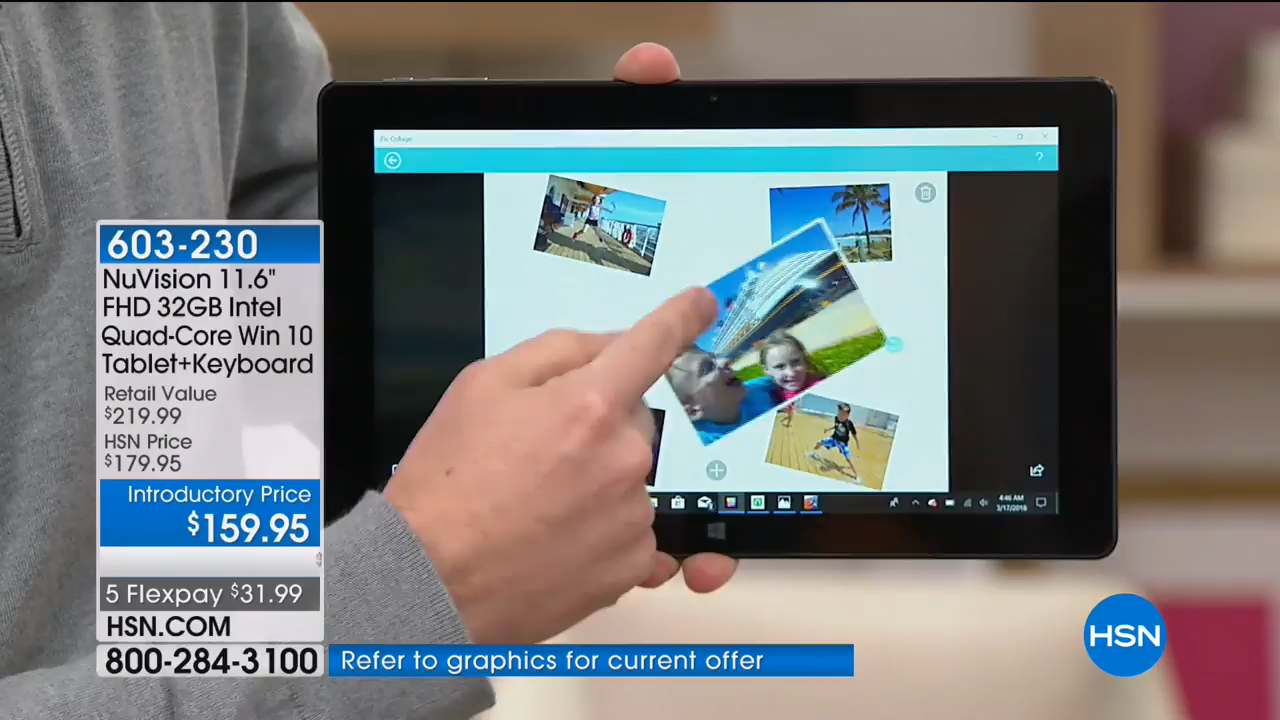 Pic Collage
?
603-230
NuVision 11.6"
FHD 32GB Intel
Quad-Core Win 10
Tablet+Keyboard
Retail Value
$219.99
HSN Price
$179.95
Introductory Price
$159.95
5 Flexpay $31.99
HSN.COM
800-284-3100
Refer to graphics for current offer
4:46 AM
3/17/2018
HSN